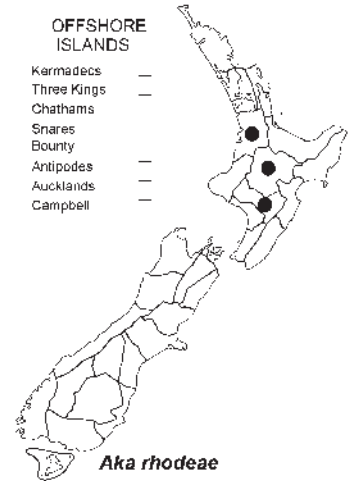 OFFSHORE
ISLANDS
Kermadecs —
Three Kings —
Chathams
Snares
Bounty
Antipodes —
Aucklands —
Campbell —
Aka rhodeae